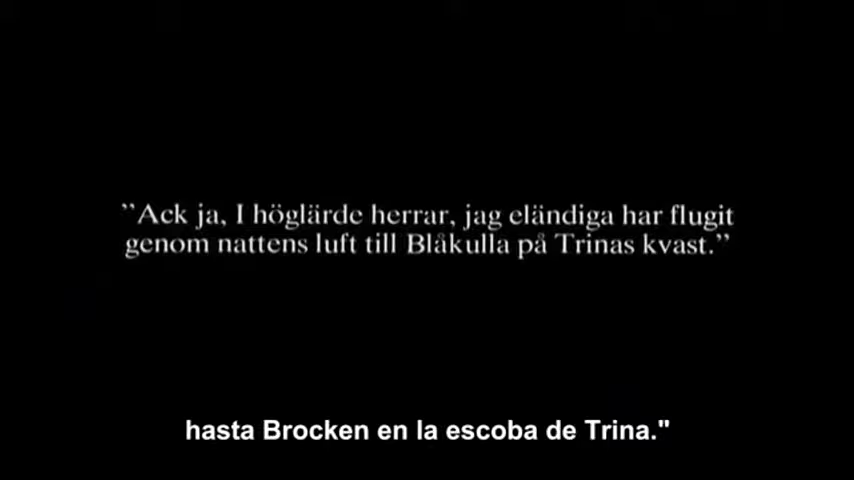 ”Ack ja, I höglärde herrar, jag eländiga har flugit
genom nattens luft till Blåkulla på Trinas kvast.”
hasta Brocken en la escoba de Trina."